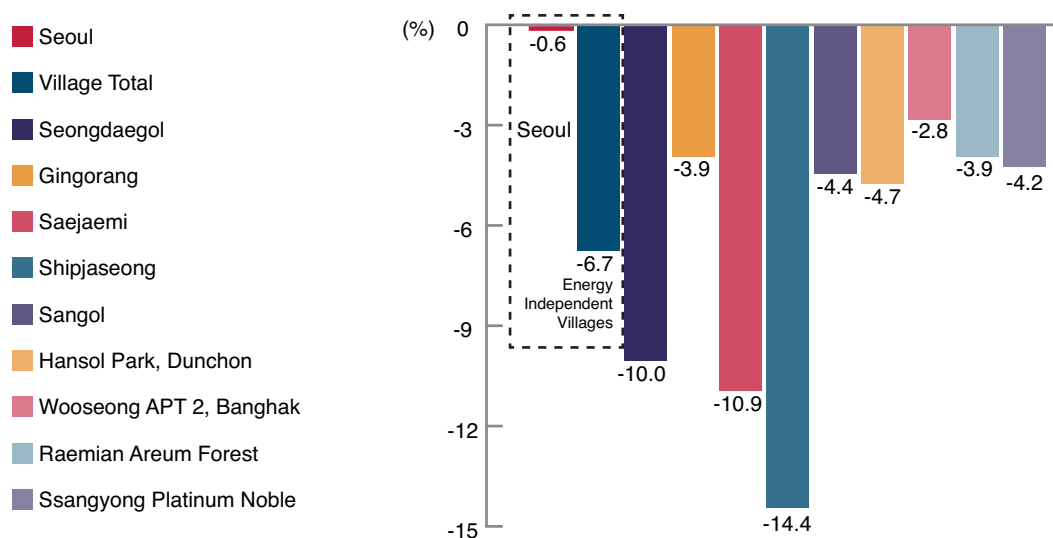 Seoul
Village Total
Seongdaegol
Gingorang
Saejaemi
Shipjaseong
Sangol
Hansol Park, Dunchon
Wooseong APT 2, Banghak
Raemian Areum Forest
Ssangyong Platinum Noble
(%)
0
-3
-6
-9
-12
-15
-0.6
Seoul
-6.7
Energy
Independent
Villages
-10.0
-3.9
-10.9
-14.4
-4.4
-4.7
-2.8
-3.9
-4.2